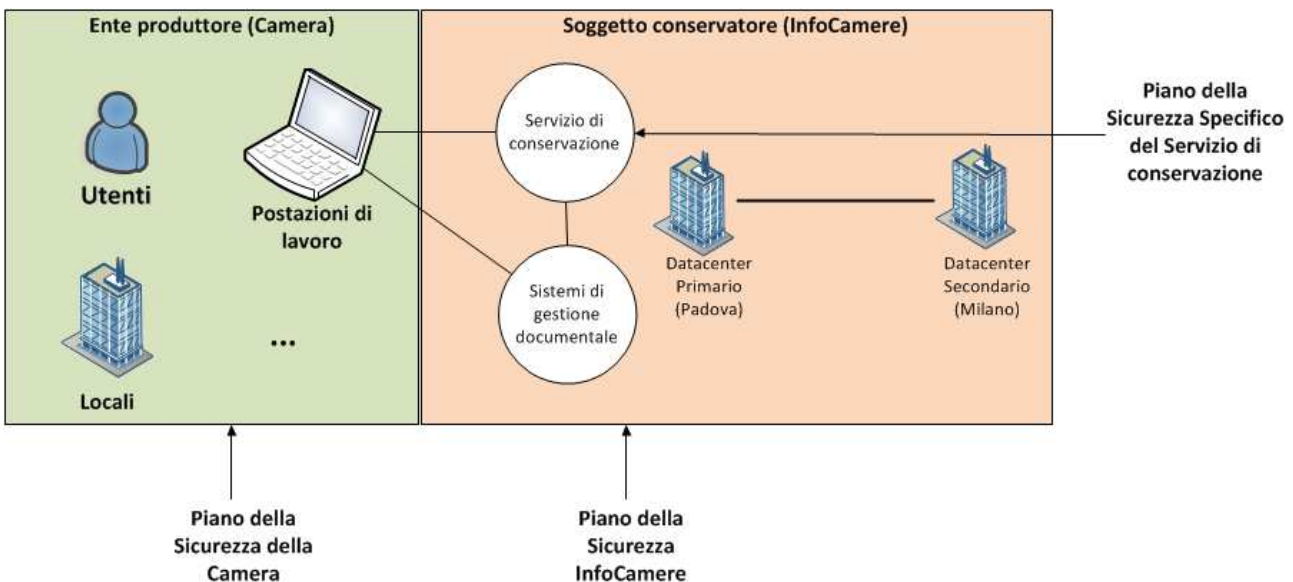 Ente produttore (Camera)
Soggetto conservatore (InfoCamere)
Utenti
Postazioni di
lavoro
Locali
...
Servizio di
conservazione
Sistemi di
gestione
documentale
Datacenter
Primario
(Padova)
Datacenter
Secondario
(Milano)
Piano della
Sicurezza Specifico
del Servizio di
conservazione
Piano della
Sicurezza della
Camera
Piano della
Sicurezza
InfoCamere